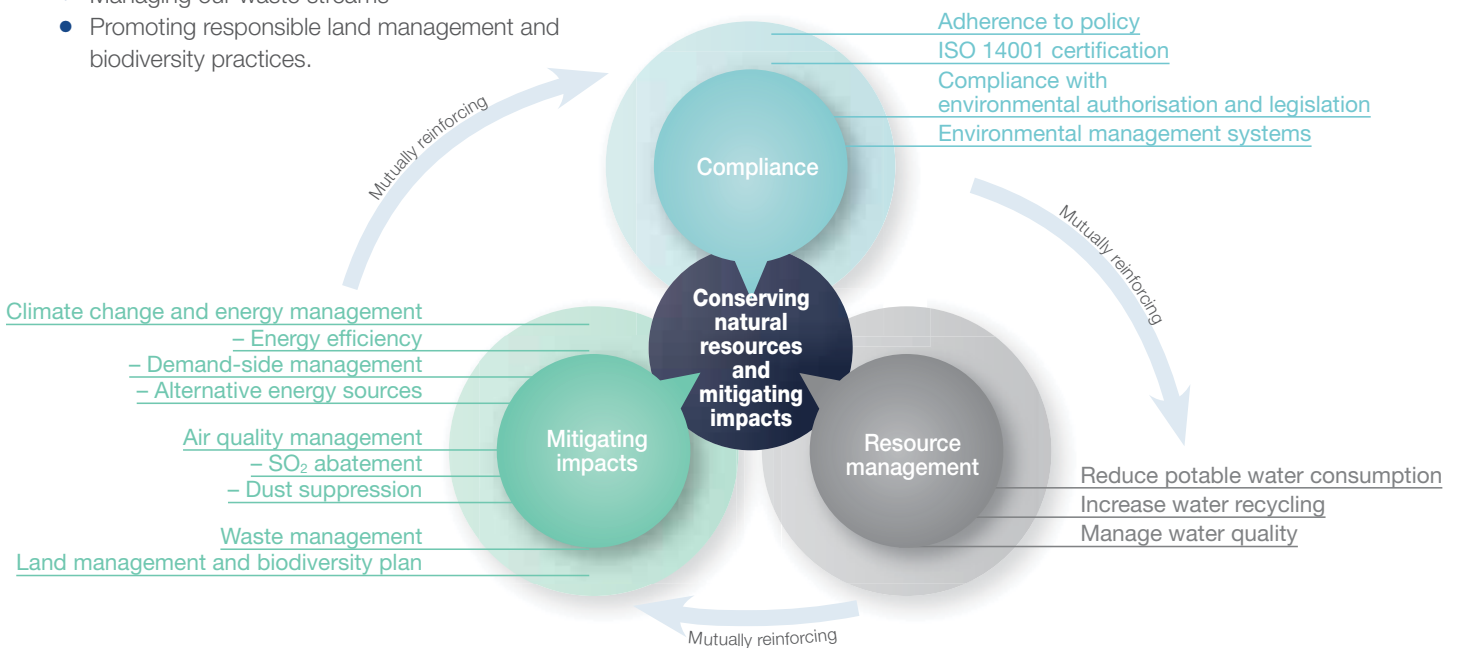 Managing our waste streams
• Promoting responsible land management and
biodiversity practices.
Adherence to policy
ISO 14001 certification
Compliance with
environmental authorisation and legislation
Environmental management systems
Mutually reinforcing
Compliance
Mutually reinforcing
Conserving
natural
resources
and
mitigating
impacts
Climate change and energy management
– Energy efficiency
– Demand-side management
– Alternative energy sources
Air quality management
– SO₂ abatement
– Dust suppression
Waste management
Land management and biodiversity plan
Mitigating
impacts
Resource
management
Reduce potable water consumption
Increase water recycling
Manage water quality
Mutually reinforcing